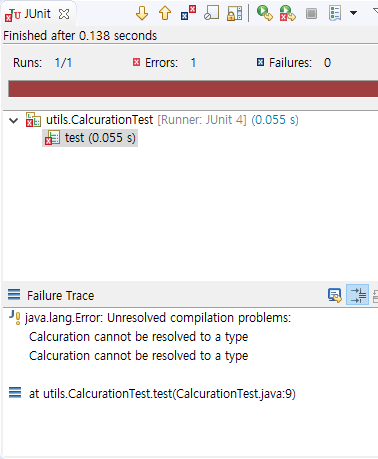 JUnit
Finished after 0.138 seconds
Runs: 1/1 Errors: 1 Failures: 0
utils.CalcurationTest [Runner: JUnit 4] (0.055 s)
test (0.055 s)
Failure Trace
java.lang.Error: Unresolved compilation problems:
Calcuration cannot be resolved to a type
Calcuration cannot be resolved to a type
at utils.CalcurationTest.test(CalcurationTest.java:9)